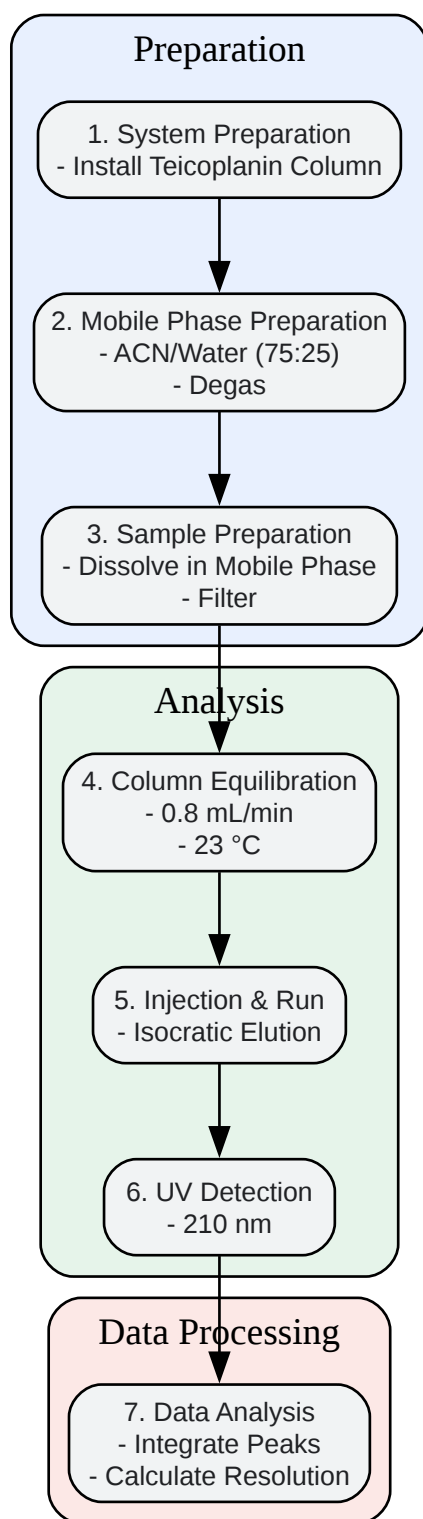 Preparation
1. System Preparation
- Install Teicoplanin Column
2. Mobile Phase Preparation
- ACN/Water (75:25)
- Degas
3. Sample Preparation
- Dissolve in Mobile Phase
- Filter
Analysis
4. Column Equilibration
- 0.8 mL/min
- 23 °C
5. Injection & Run
- Isocratic Elution
6. UV Detection
- 210 nm
Data Processing
7. Data Analysis
- Integrate Peaks
- Calculate Resolution